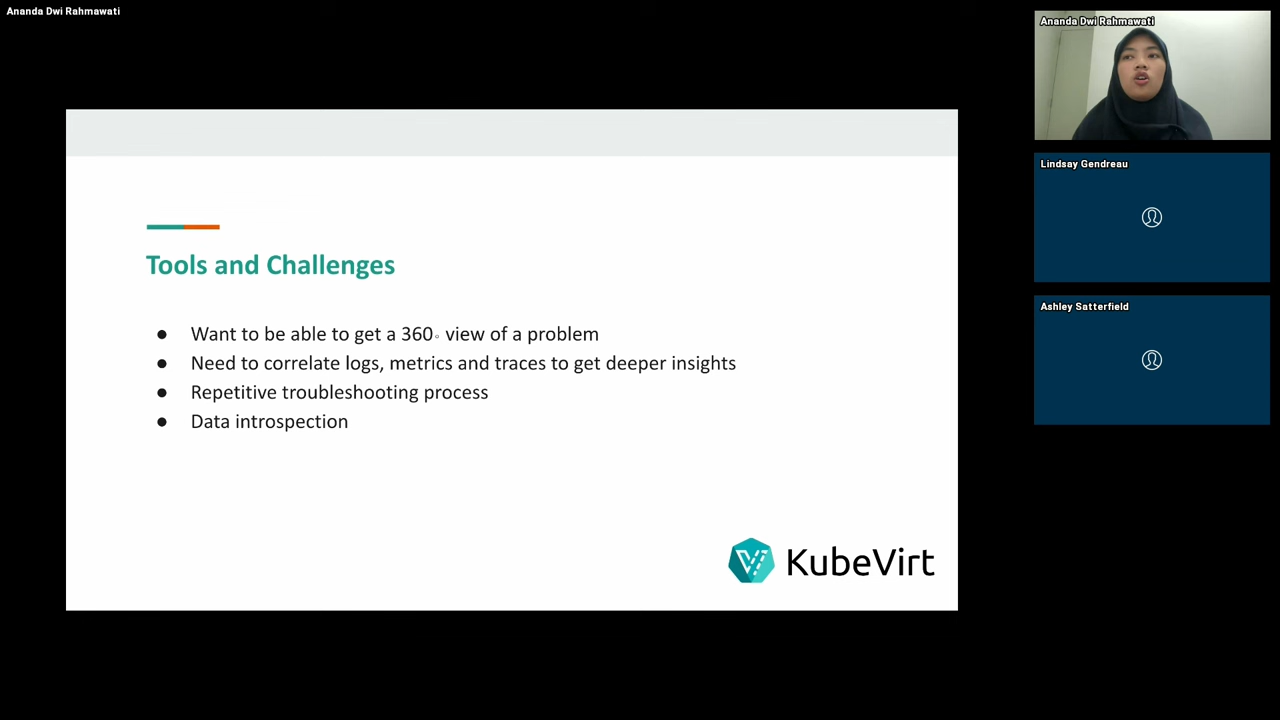 Ananda Dwi Rahmawati
Ananda Dwi Rahmawati
Lindsay Gendreau
Ashley Satterfield
Tools and Challenges
● Want to be able to get a 360° view of a problem
● Need to correlate logs, metrics and traces to get deeper insights
● Repetitive troubleshooting process
● Data introspection
KubeVirt